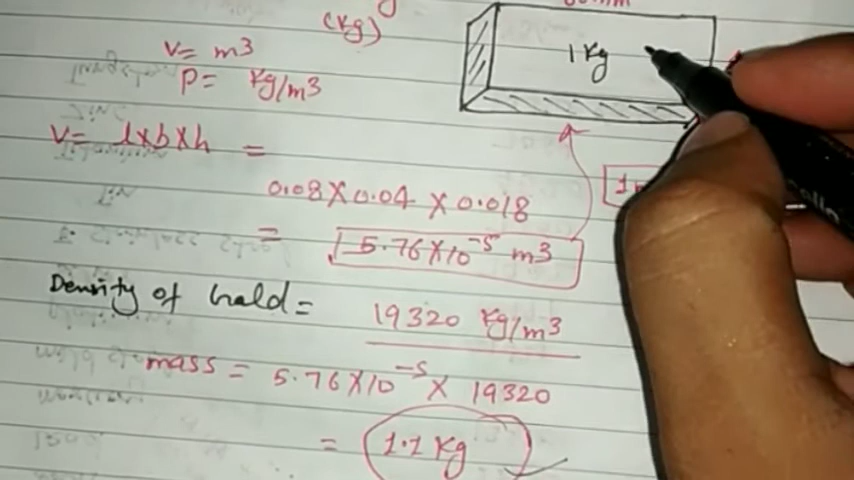 (kg)
1 Kg
V= m3
P= Kg/m3
V= l×b×h =
0.08×0.04 ×0.018
= 5.76×10-5 m3
Density of Gold =
19320 Kg/m3
mass = 5.76×10-5 × 19320
= 1.1 Kg